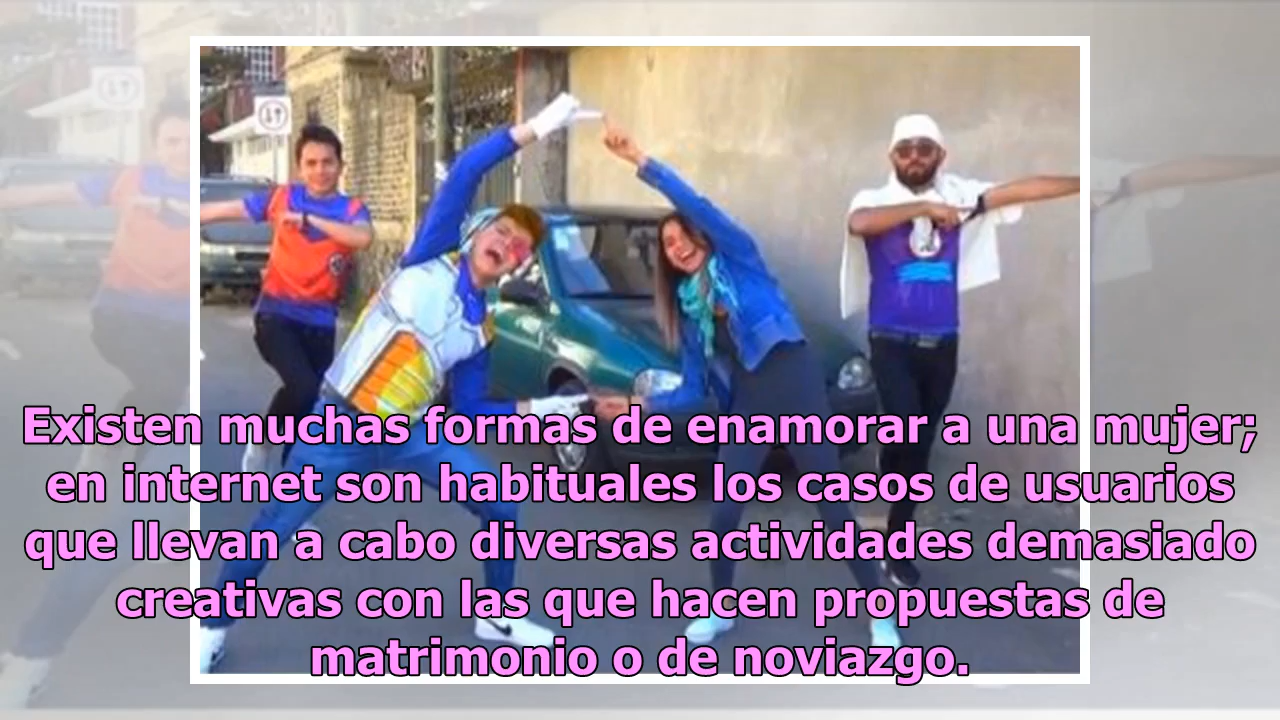 Existen muchas formas de enamorar a una mujer;
en internet son habituales los casos de usuarios
que llevan a cabo diversas actividades demasiado
creativas con las que hacen propuestas de
matrimonio o de noviazgo.